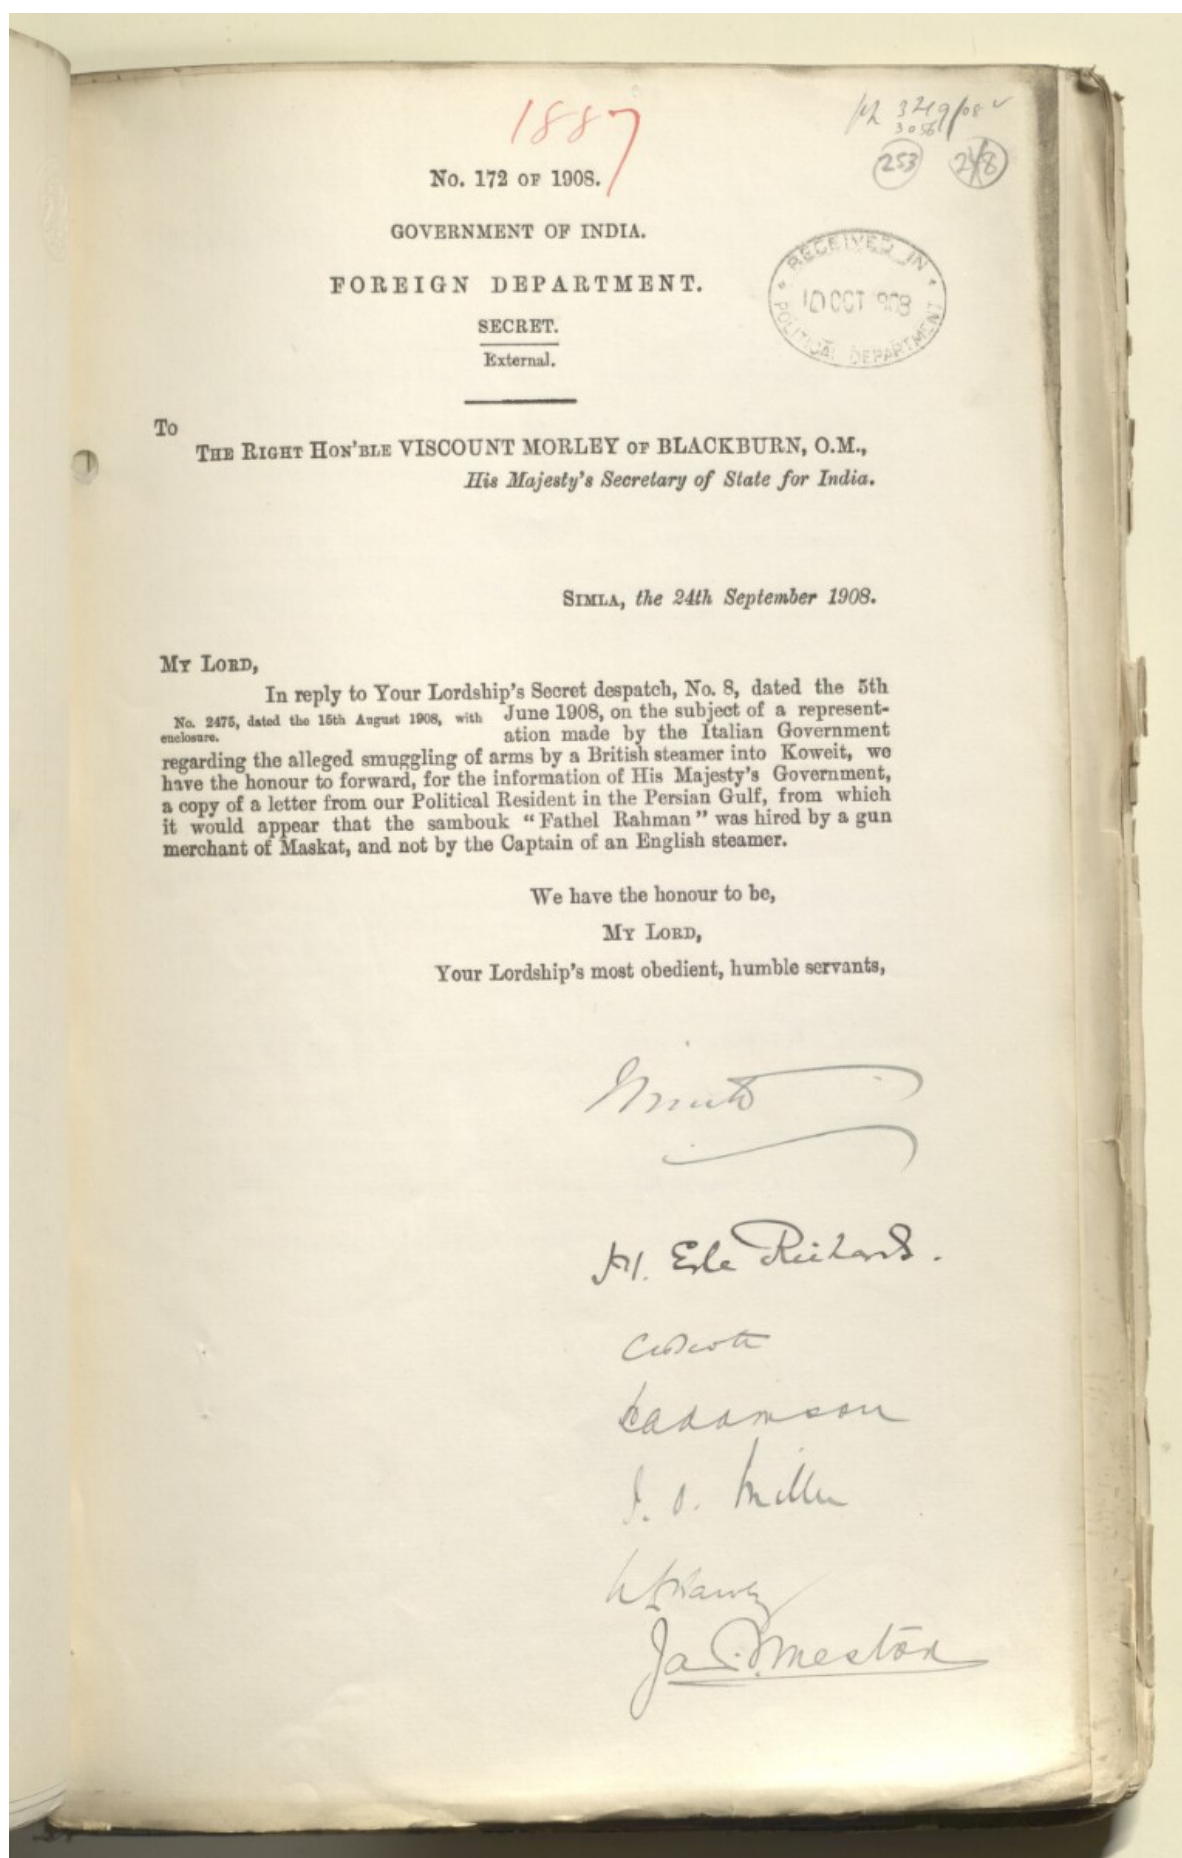 1887
3249/08
3056
253
248
No. 172 OF 1908.
GOVERNMENT OF INDIA.
FOREIGN DEPARTMENT.
RECEIVED IN
10 OCT 1908
POLITICAL DEPARTMENT
SECRET.
External.
To
THE RIGHT HON'BLE VISCOUNT MORLEY OF BLACKBURN, O.M.,
His Majesty's Secretary of State for India.
SIMLA, the 24th September 1908.
MY LORD,
In reply to Your Lordship's Secret despatch, No. 8, dated the 5th
No. 2475, dated the 15th August 1908, with
enclosure.
June 1908, on the subject of a represent-
ation made by the Italian Government
regarding the alleged smuggling of arms by a British steamer into Koweit, we
have the honour to forward, for the information of His Majesty's Government,
a copy of a letter from our Political Resident in the Persian Gulf, from which
it would appear that the sambouk "Fathel Rahman" was hired by a gun
merchant of Maskat, and not by the Captain of an English steamer.
We have the honour to be,
MY LORD,
Your Lordship's most obedient, humble servants,
Minto
H. Erle Richards.
Adamson
J. O. Miller
Jas. Meston